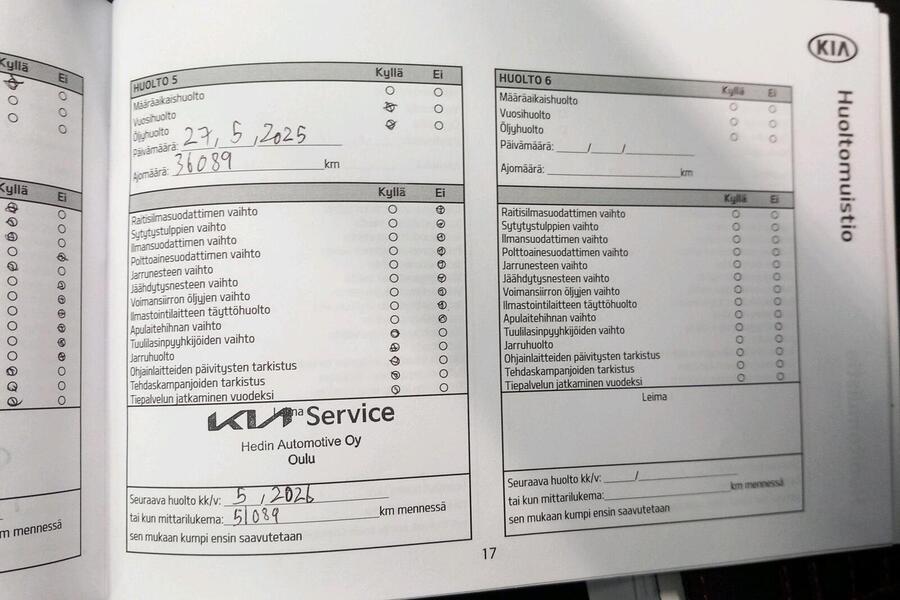 Kyllä Ei
Kyllä Ei
m mennessä
HUOLTO 5 Kyllä Ei
Määräaikaishuolto
Vuosihuolto
Öljyhuolto
Päivämäärä: 27, 5, 2025
Ajomäärä: 36089 km
Kyllä Ei
Raitisilmasuodattimen vaihto
Sytytystulppien vaihto
Ilmansuodattimen vaihto
Polttoainesuodattimen vaihto
Jarrunesteen vaihto
Jäähdytysnesteen vaihto
Voimansiirron öljyjen vaihto
Ilmastointilaitteen täyttöhuolto
Apulaitehihnan vaihto
Tuulilasinpyyhkijöiden vaihto
Jarruhuolto
Ohjainlaitteiden päivitysten tarkistus
Tehdaskampanjoiden tarkistus
Tiepalvelun jatkaminen vuodeksi
Leima
KIA Service
Hedin Automotive Oy
Oulu
Seuraava huolto kk/v: 5, 2026
tai kun mittarilukema: 51089 km mennessä
sen mukaan kumpi ensin saavutetaan
HUOLTO 6 Kyllä Ei
Määräaikaishuolto
Vuosihuolto
Öljyhuolto
Päivämäärä: / /
Ajomäärä: km
Kyllä Ei
Raitisilmasuodattimen vaihto
Sytytystulppien vaihto
Ilmansuodattimen vaihto
Polttoainesuodattimen vaihto
Jarrunesteen vaihto
Jäähdytysnesteen vaihto
Voimansiirron öljyjen vaihto
Ilmastointilaitteen täyttöhuolto
Apulaitehihnan vaihto
Tuulilasinpyyhkijöiden vaihto
Jarruhuolto
Ohjainlaitteiden päivitysten tarkistus
Tehdaskampanjoiden tarkistus
Tiepalvelun jatkaminen vuodeksi
Leima
Seuraava huolto kk/v: /
tai kun mittarilukema: km mennessä
sen mukaan kumpi ensin saavutetaan
KIA
Huoltomuistio
17